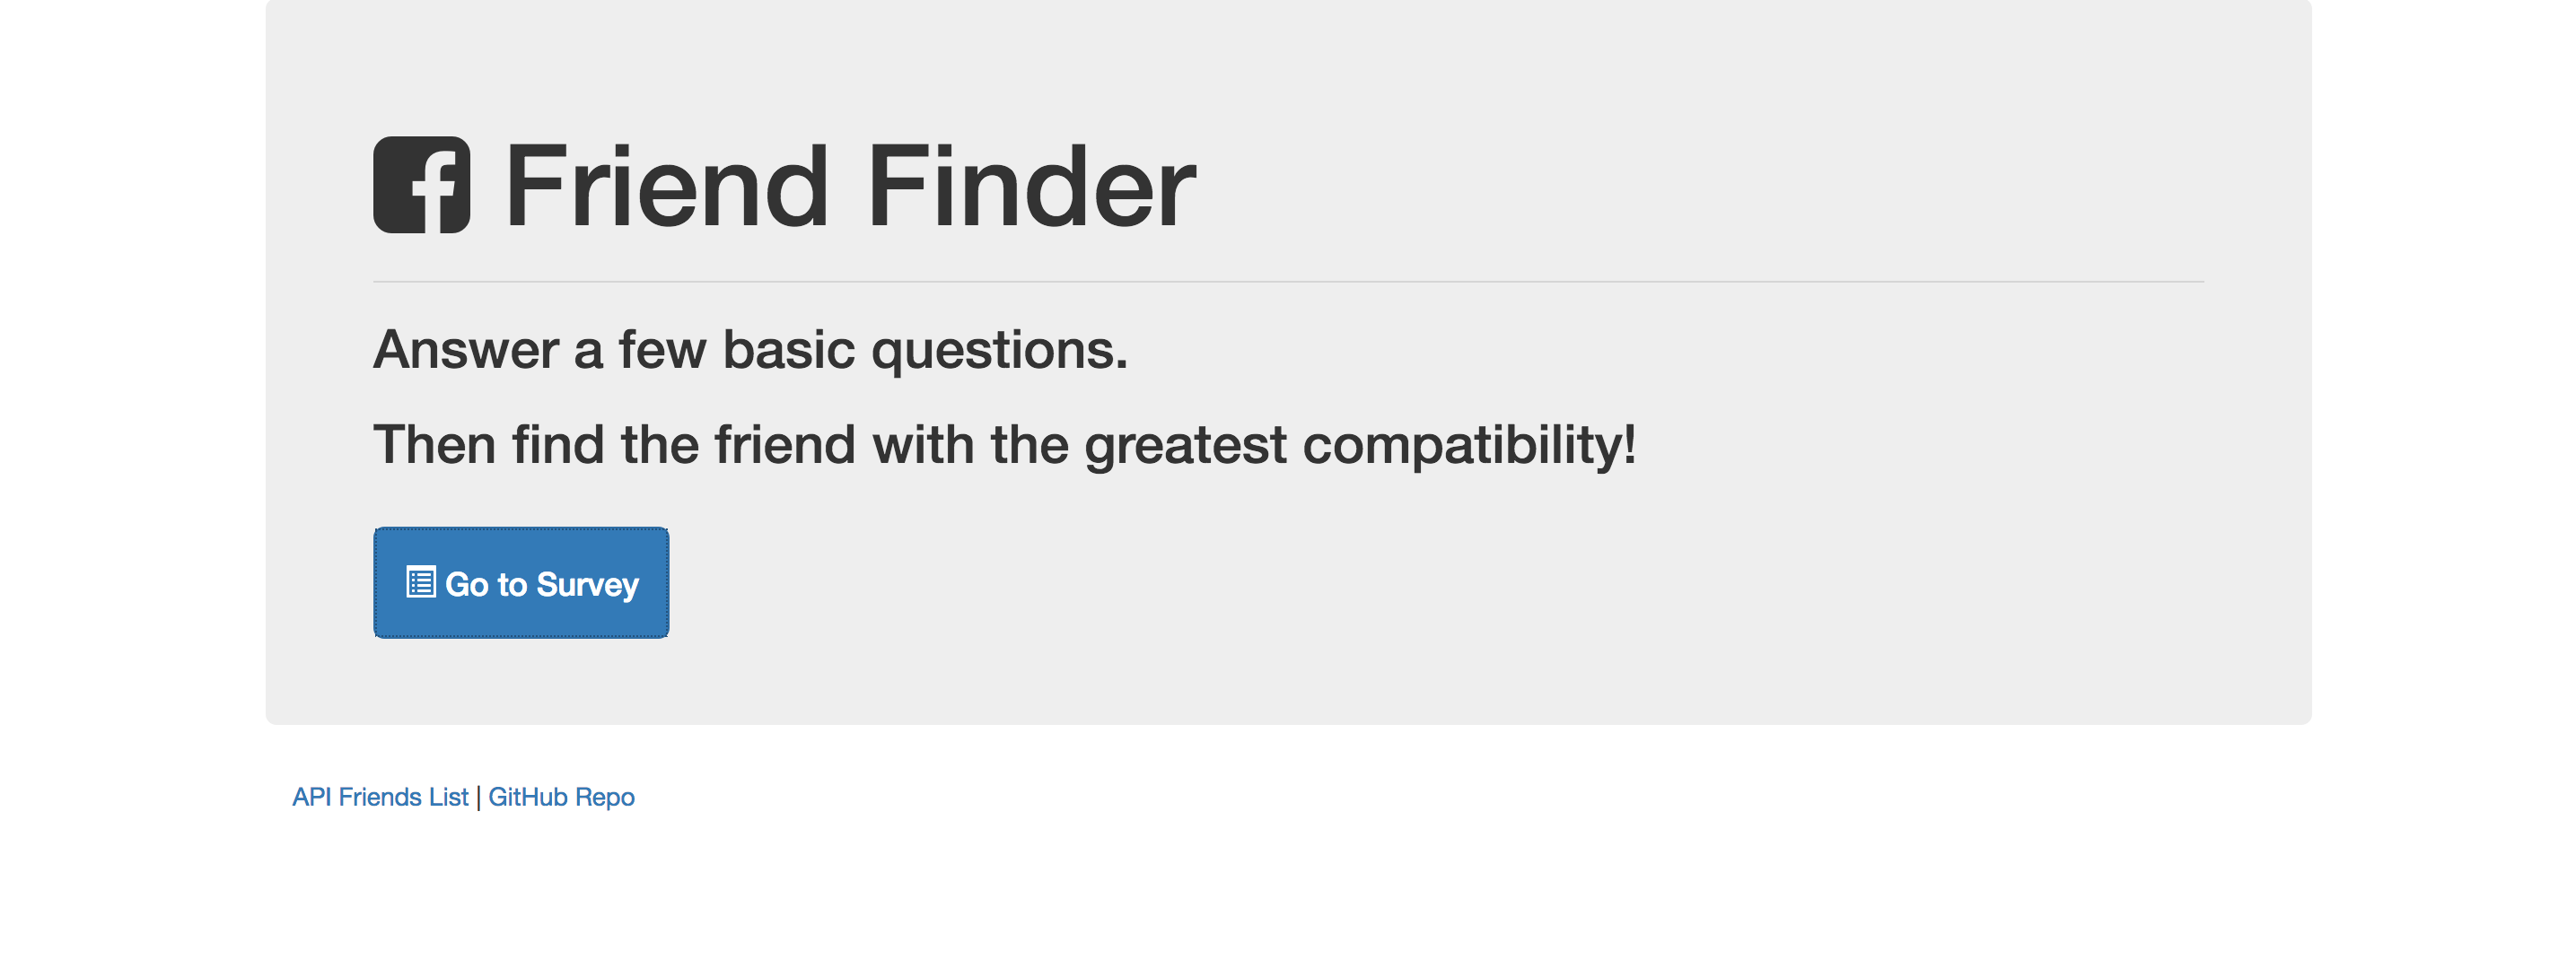 Friend Finder
Answer a few basic questions.
Then find the friend with the greatest compatibility!
Go to Survey
API Friends List | GitHub Repo